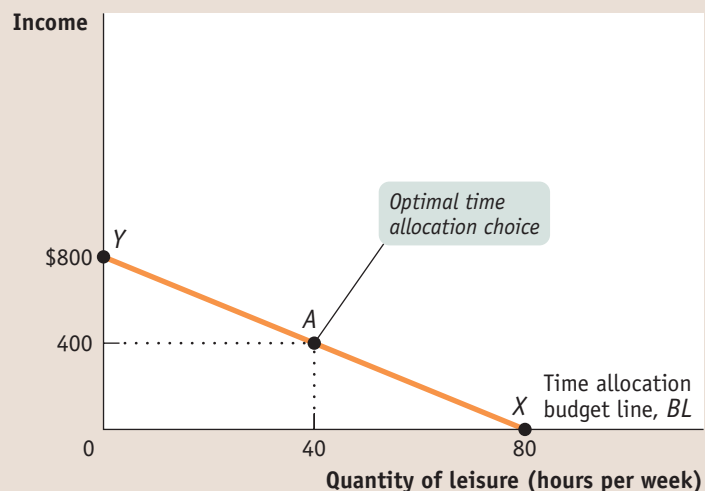 Income
Optimal time
allocation choice
Y
$800
A
400
Time allocation
budget line, BL
X
0
40
80
Quantity of leisure (hours per week)